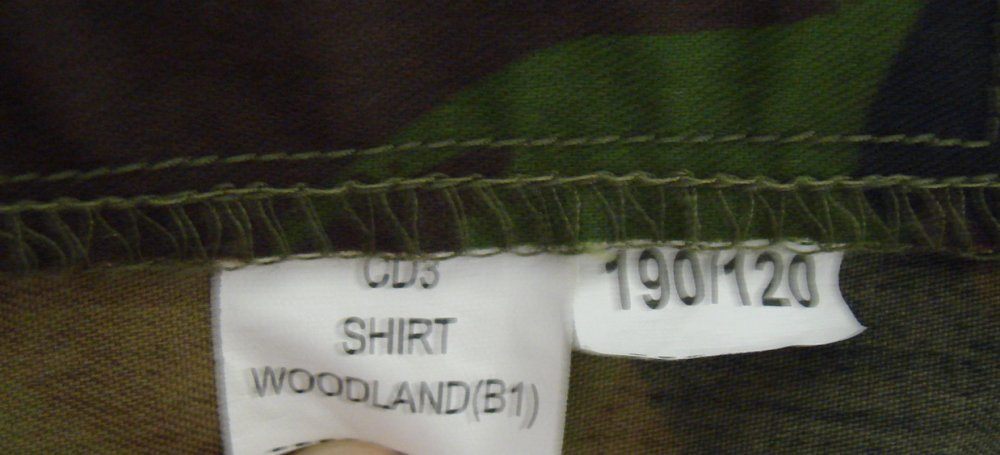 CD3
SHIRT
WOODLAND(B1)
190/120